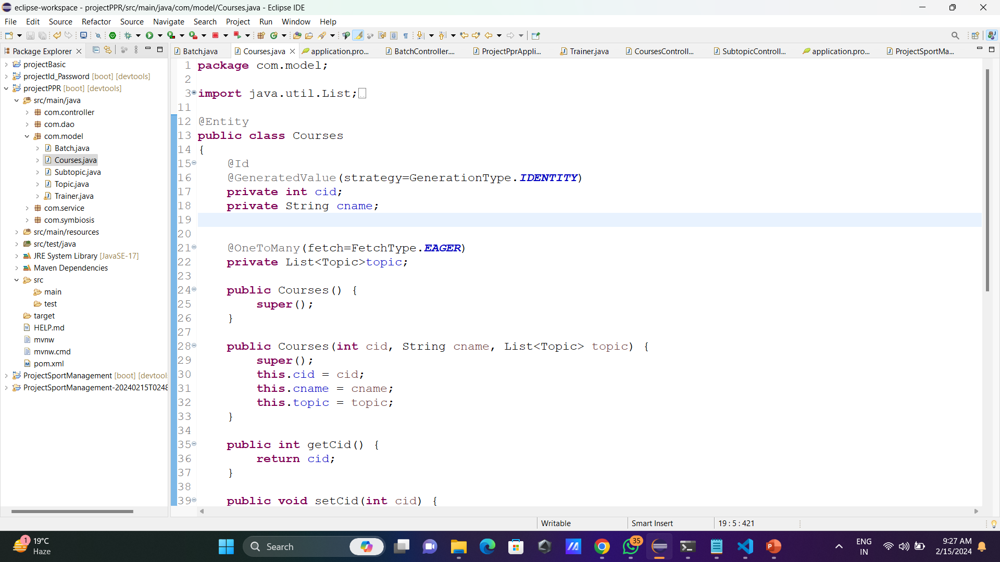 eclipse-workspace - projectPPR/src/main/java/com/model/Courses.java - Eclipse IDE
File Edit Source Refactor Source Navigate Search Project Run Window Help
Package Explorer
Batch.java Courses.java application.pro... BatchController.... ProjectPprAppli... Trainer.java CoursesControll... SubtopicControll... application.pro... ProjectSportMa...
projectBasic
projectId_Password [boot] [devtools]
projectPPR [boot] [devtools]
src/main/java
com.controller
com.dao
com.model
Batch.java
Courses.java
Subtopic.java
Topic.java
Trainer.java
com.service
com.symbiosis
src/main/resources
src/test/java
JRE System Library [JavaSE-17]
Maven Dependencies
src
main
test
target
HELP.md
mvnw
mvnw.cmd
pom.xml
ProjectSportManagement [boot] [devtool
ProjectSportManagement-20240215T0248
1 package com.model;
2
3 import java.util.List;
11
12 @Entity
13 public class Courses
14 {
15 @Id
16 @GeneratedValue(strategy=GenerationType.IDENTITY)
17 private int cid;
18 private String cname;
19
20
21 @OneToMany(fetch=FetchType.EAGER)
22 private List<Topic>topic;
23
24 public Courses() {
25 super();
26 }
27
28 public Courses(int cid, String cname, List<Topic> topic) {
29 super();
30 this.cid = cid;
31 this.cname = cname;
32 this.topic = topic;
33 }
34
35 public int getCid() {
36 return cid;
37 }
38
39 public void setCid(int cid) {
Writable Smart Insert 19 : 5 : 421
1 19°C
Haze
Search
35
ENG
IN
9:27 AM
2/15/2024